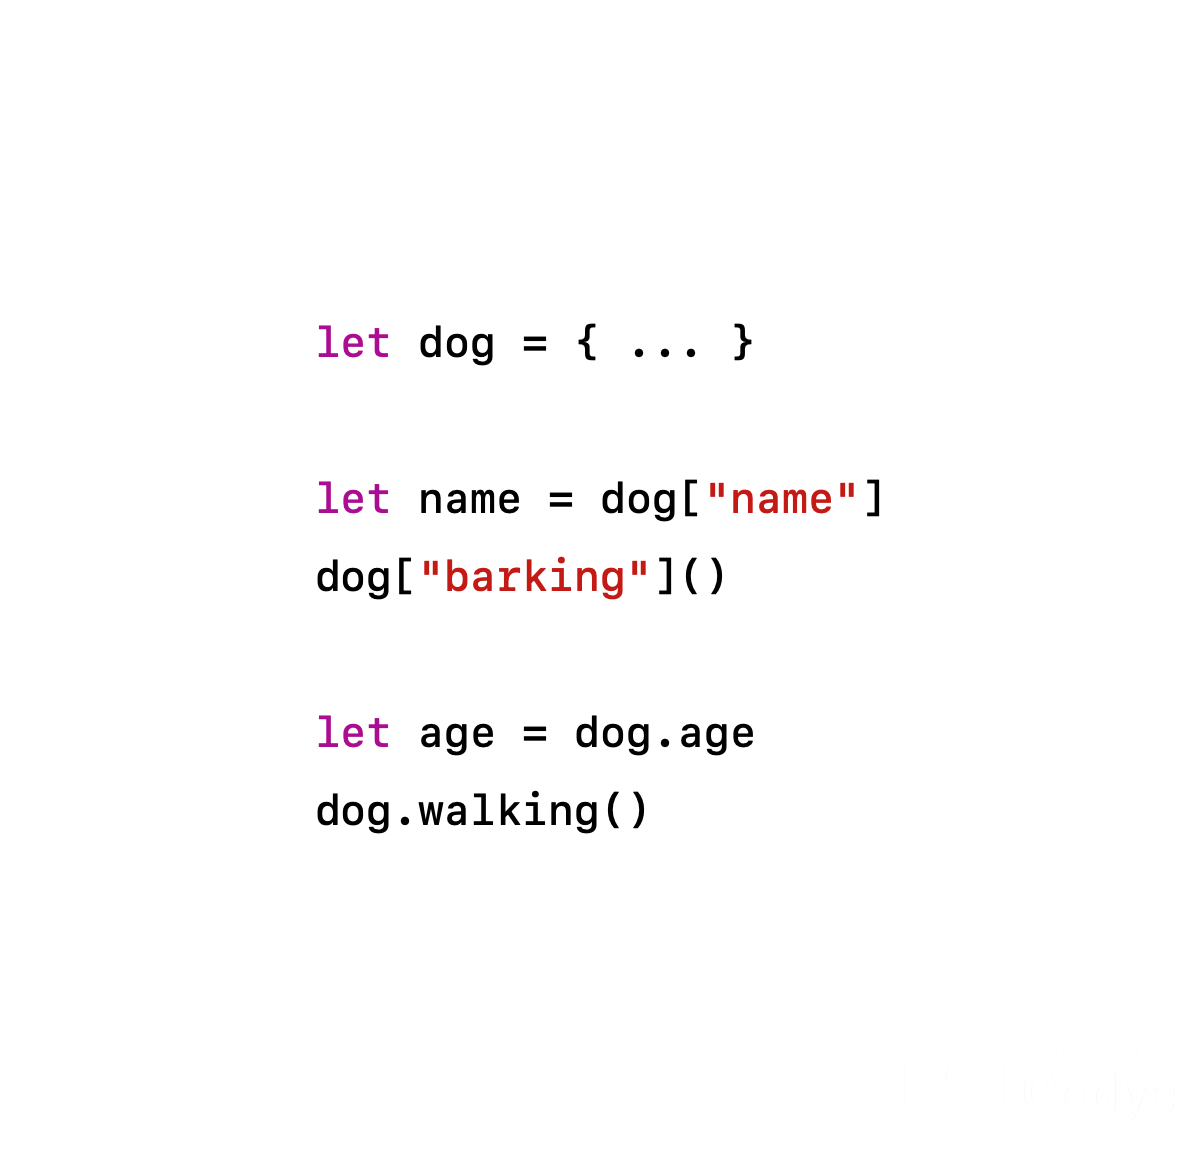 let dog = { ... }
let name = dog["name"]
dog["barking"]()
let age = dog.age
dog.walking()